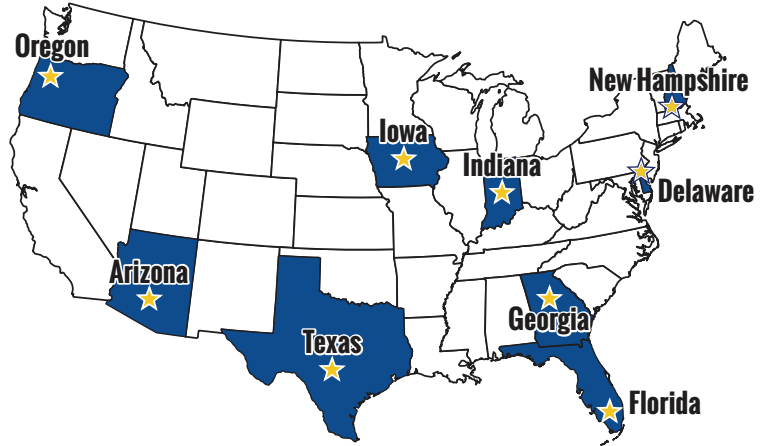 Oregon
New Hampshire
Iowa
Indiana
Delaware
Arizona
Georgia
Texas
Florida